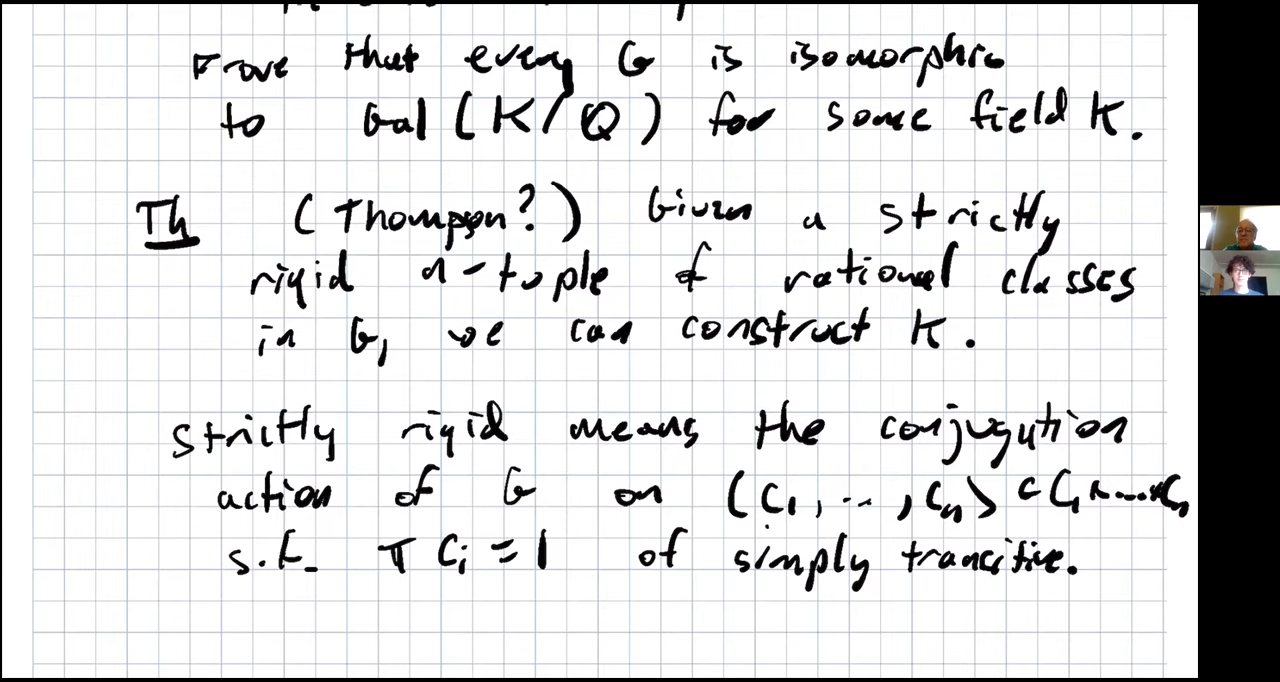 Prove that every G is isomorphic
to Gal (K/Q) for some field K.
Th (Thompson?) Given a strictly
rigid n-tuple of rational classes
in G, we can construct K.
strictly rigid means the conjugation
action of G on (c₁, ..., cₙ) ⊂ C₁×...×Cₙ
s.t. π cᵢ = 1 of simply transitive.